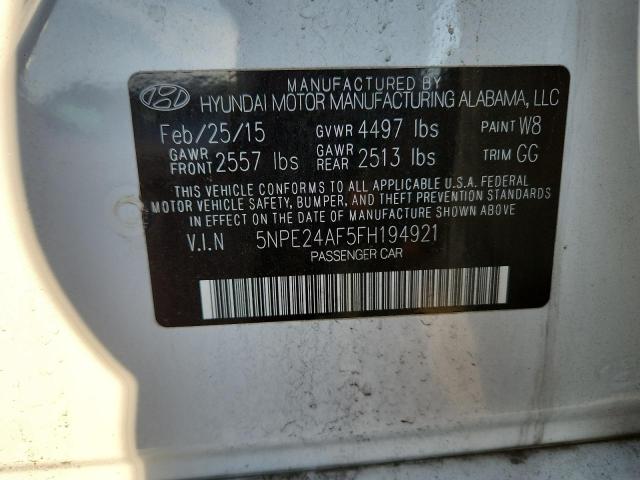 MANUFACTURED BY
HYUNDAI MOTOR MANUFACTURING ALABAMA, LLC
Feb/25/15 GVWR 4497 lbs PAINT W8
GAWR FRONT 2557 lbs GAWR REAR 2513 lbs TRIM GG
THIS VEHICLE CONFORMS TO ALL APPLICABLE U.S.A. FEDERAL
MOTOR VEHICLE SAFETY, BUMPER, AND THEFT PREVENTION STANDARDS
IN EFFECT ON THE DATE OF MANUFACTURE SHOWN ABOVE
V.I.N 5NPE24AF5FH194921
PASSENGER CAR